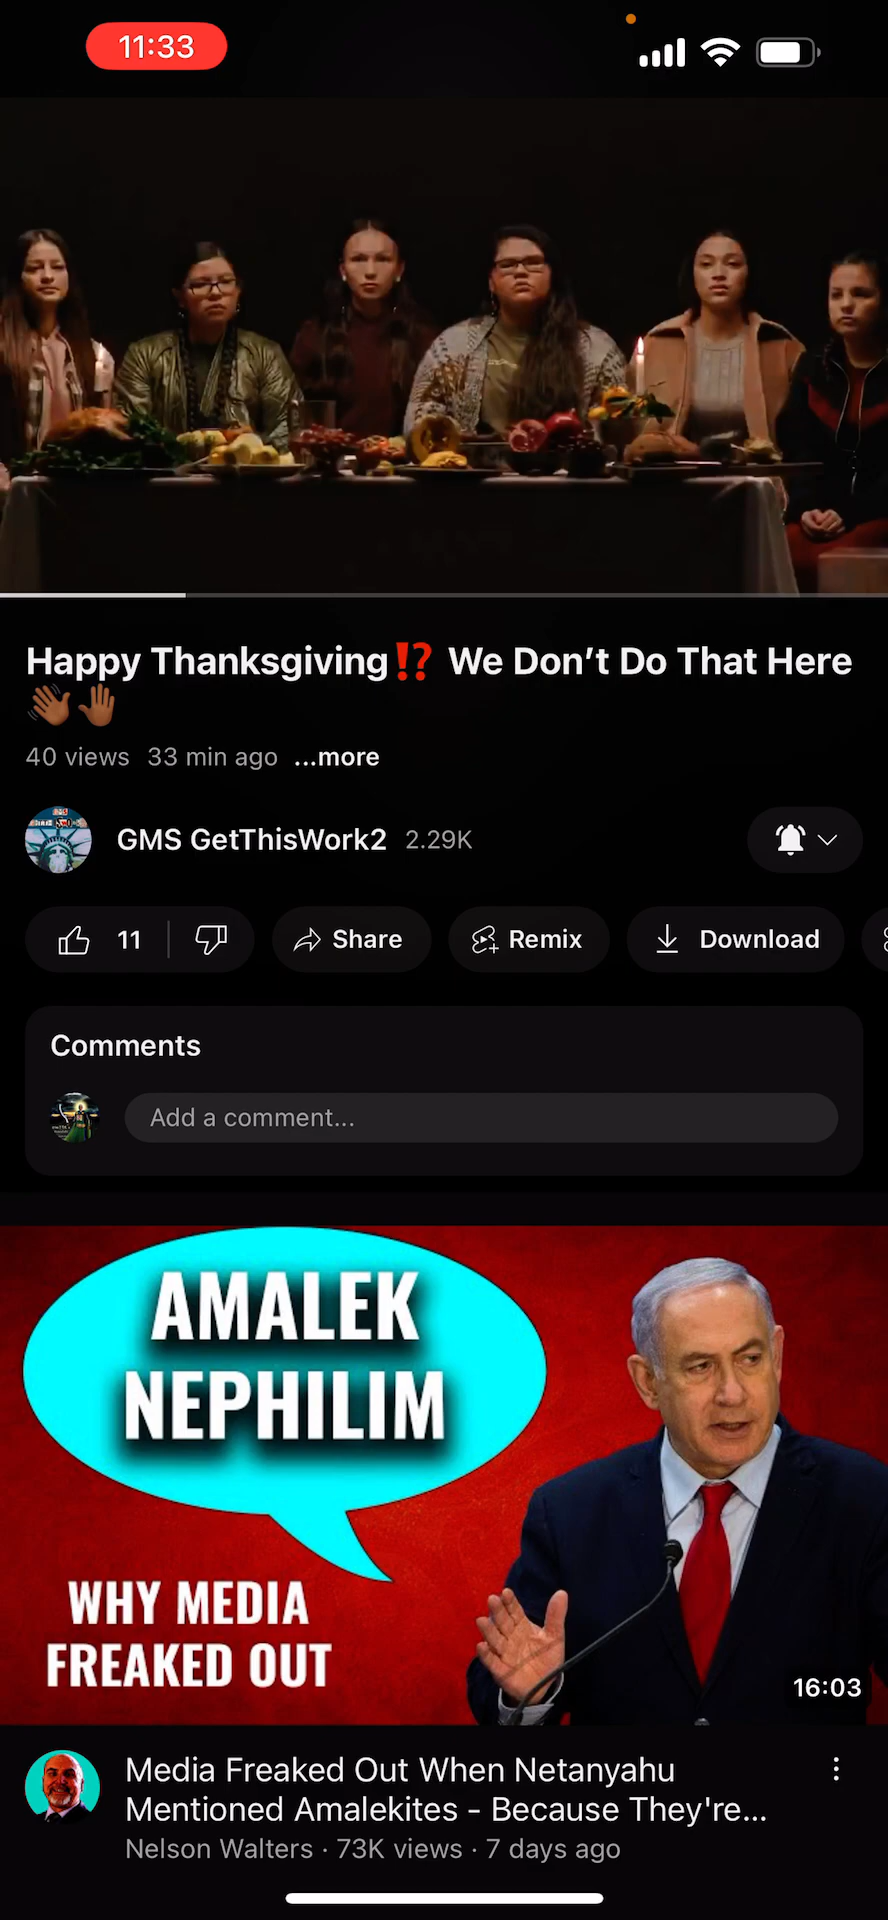 11:33
Happy Thanksgiving⁉️ We Don't Do That Here
👋🏾🤚🏾
40 views 33 min ago ...more
GMS GetThisWork2 2.29K
11 Share Remix Download
Comments
Add a comment...
AMALEK
NEPHILIM
WHY MEDIA
FREAKED OUT
16:03
Media Freaked Out When Netanyahu
Mentioned Amalekites - Because They're...
Nelson Walters · 73K views · 7 days ago